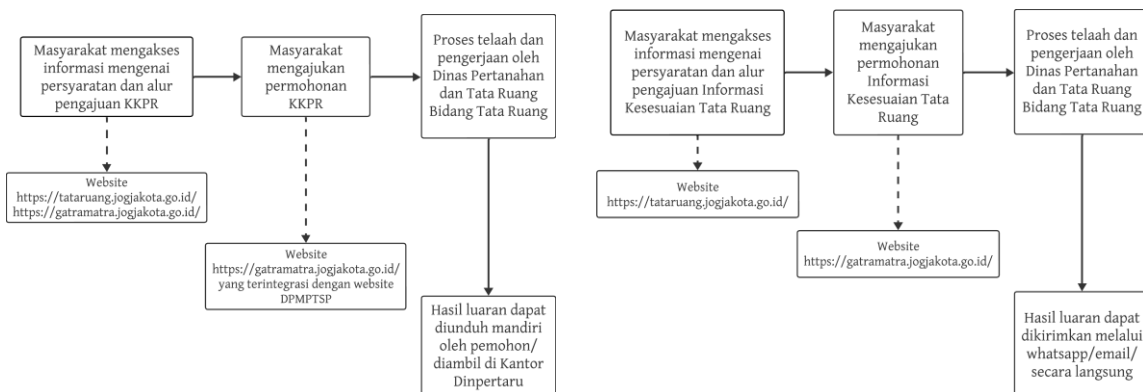 Masyarakat mengakses
informasi mengenai
persyaratan dan alur
pengajuan KKPR
Masyarakat
mengajukan
permohonan
KKPR
Proses telaah dan
pengerjaan oleh
Dinas Pertanahan
dan Tata Ruang
Bidang Tata Ruang
Website
https://tataruang.jogjakota.go.id/
https://gatramatra.jogjakota.go.id/
Website
https://gatramatra.jogjakota.go.id/
yang terintegrasi dengan website
DPMPTSP
Hasil luaran dapat
diunduh mandiri
oleh pemohon/
diambil di Kantor
Dinpertaru
Masyarakat mengakses
informasi mengenai
persyaratan dan alur
pengajuan Informasi
Kesesuaian Tata Ruang
Masyarakat
mengajukan
permohonan
Informasi
Kesesuaian Tata
Ruang
Proses telaah dan
pengerjaan oleh
Dinas Pertanahan
dan Tata Ruang
Bidang Tata Ruang
Website
https://tataruang.jogjakota.go.id/
Website
https://gatramatra.jogjakota.go.id/
Hasil luaran dapat
dikirimkan melalui
whatsapp/email/
secara langsung